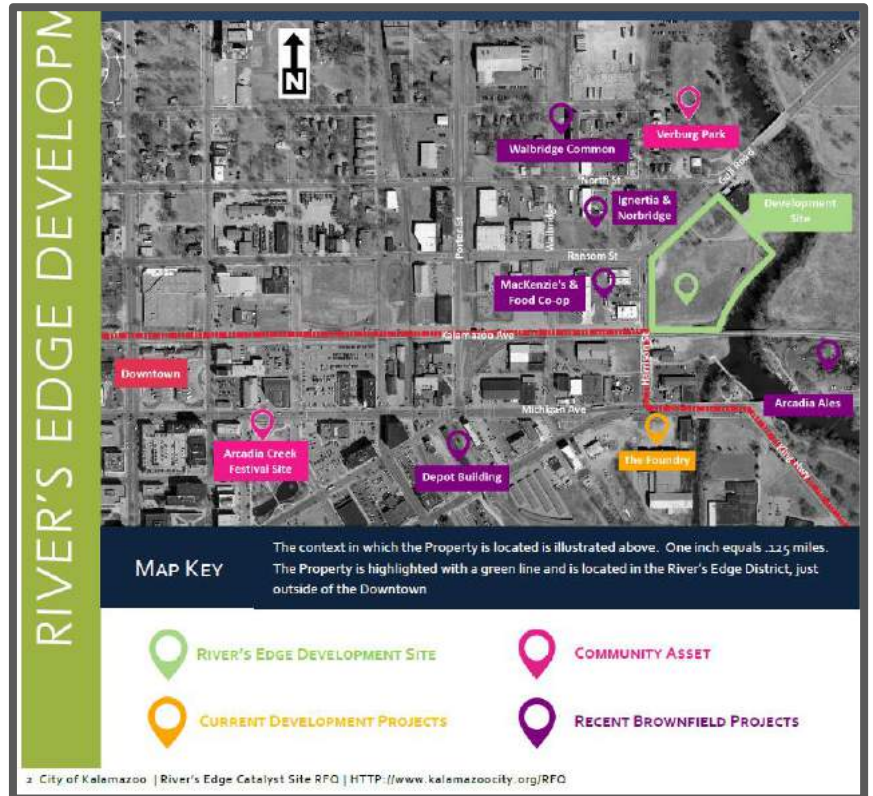 RIVER'S EDGE DEVELOPM
N
Walbridge Common
Verburg Park
Gull Road
North St
Ignertia &
Norbridge
Development
Site
Porter St
Walbridge
Ransom St
MacKenzie's &
Food Co-op
Kalamazoo Ave
Harrison St
Downtown
Arcadia Ales
Michigan Ave
Arcadia Creek
Festival Site
Depot Building
The Foundry
King Hwy
MAP KEY
The context in which the Property is located is illustrated above. One inch equals .125 miles.
The Property is highlighted with a green line and is located in the River's Edge District, just
outside of the Downtown
RIVER'S EDGE DEVELOPMENT SITE
COMMUNITY ASSET
CURRENT DEVELOPMENT PROJECTS
RECENT BROWNFIELD PROJECTS
2 City of Kalamazoo | River's Edge Catalyst Site RFQ | HTTP://www.kalamazoocity.org/RFQ